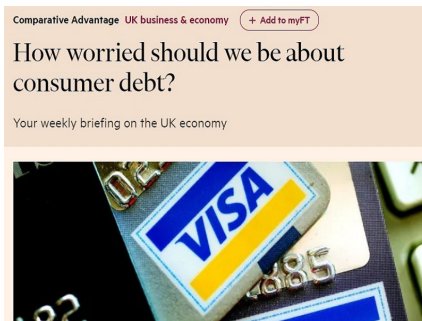 Comparative Advantage UK business & economy + Add to myFT
How worried should we be about
consumer debt?
Your weekly briefing on the UK economy
VISA
885